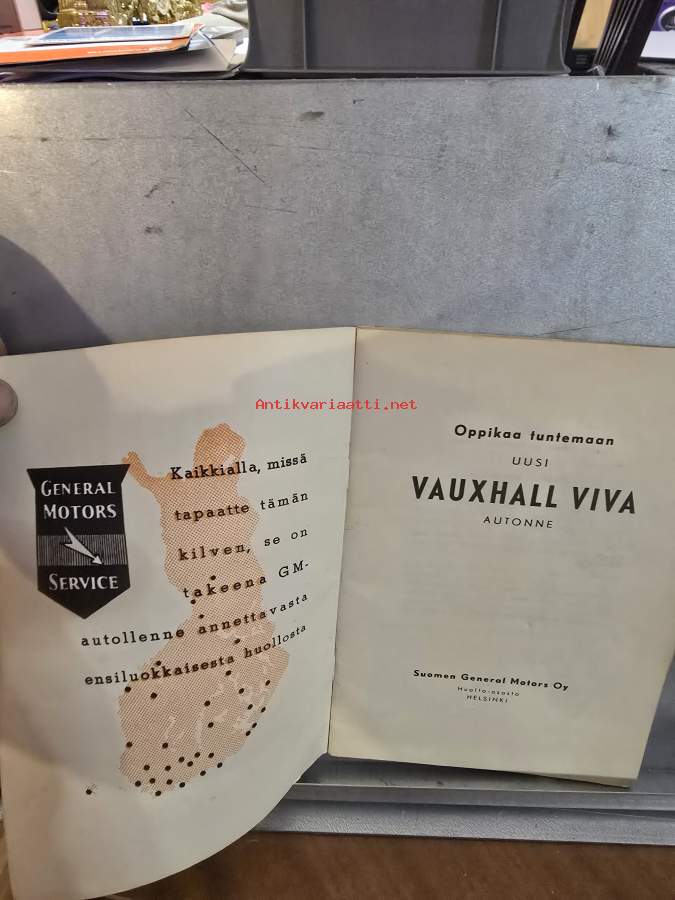 Antikvariaatti.net
GENERAL
MOTORS
SERVICE
Kaikkialla, missä
tapaatte tämän
kilven, se on
takeena GM-
autollenne annettavasta
ensiluokkaisesta huollosta
Oppikaa tuntemaan
UUSI
VAUXHALL VIVA
AUTONNE
Suomen General Motors Oy
Huolto-osasto
HELSINKI